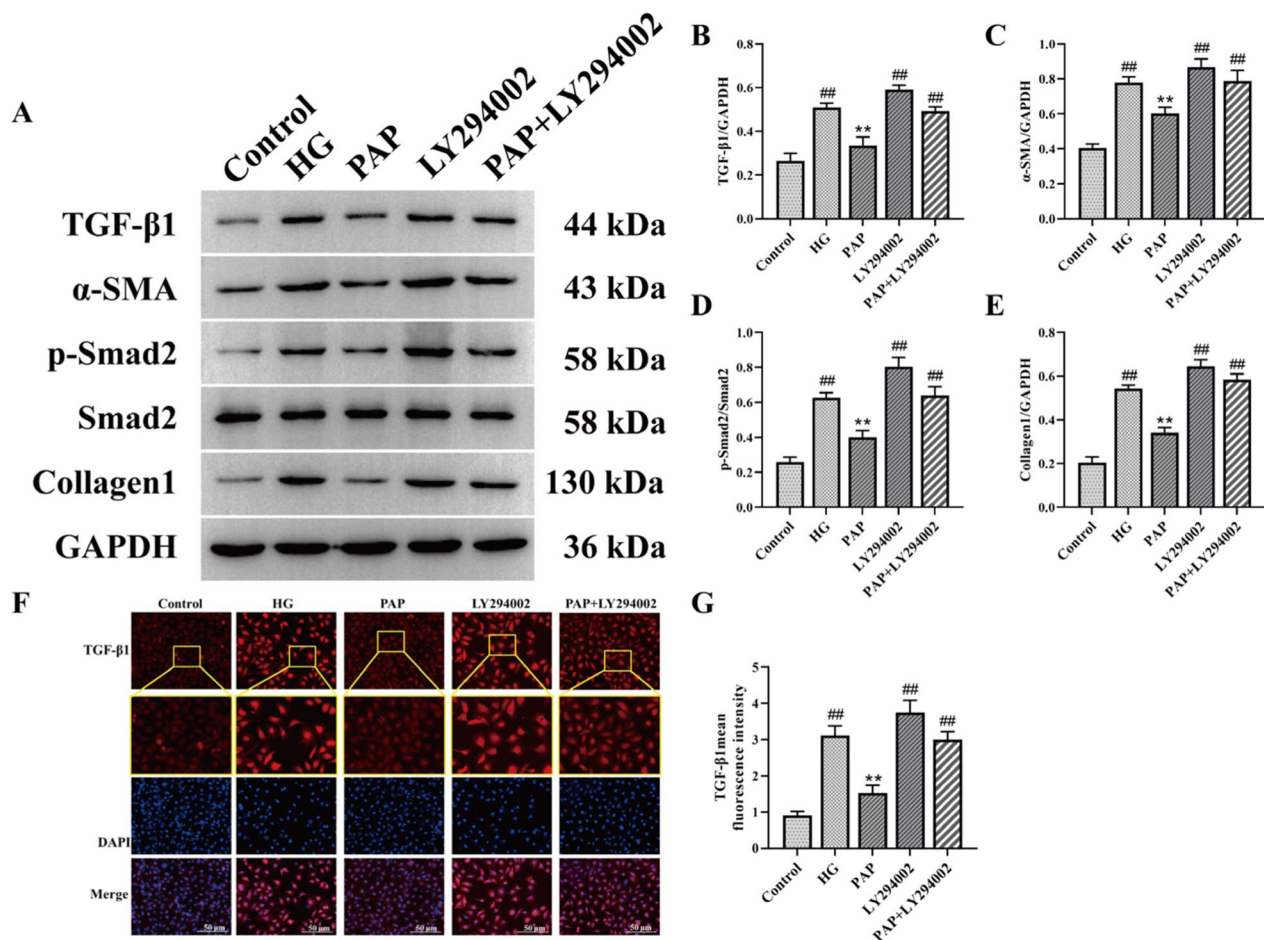 A
Control
HG
PAP
LY294002
PAP+LY294002
TGF-β1
44 kDa
α-SMA
43 kDa
p-Smad2
58 kDa
Smad2
58 kDa
Collagen1
130 kDa
GAPDH
36 kDa
B
TGF-β1/GAPDH
0.8
0.6
0.4
0.2
0.0
##
**
##
##
Control
HG
PAP
LY294002
PAP+LY294002
C
α-SMA/GAPDH
1.0
0.8
0.6
0.4
0.2
0.0
##
**
##
##
Control
HG
PAP
LY294002
PAP+LY294002
D
p-Smad2/Smad2
1.0
0.8
0.6
0.4
0.2
0.0
##
**
##
##
Control
HG
PAP
LY294002
PAP+LY294002
E
Collagen1/GAPDH
0.8
0.6
0.4
0.2
0.0
##
**
##
##
Control
HG
PAP
LY294002
PAP+LY294002
F
Control
HG
PAP
LY294002
PAP+LY294002
TGF-β1
DAPI
Merge
50 μm
50 μm
50 μm
50 μm
50 μm
G
TGF-β1mean
fluorescence intensity
5
4
3
2
1
0
##
**
##
##
Control
HG
PAP
LY294002
PAP+LY294002